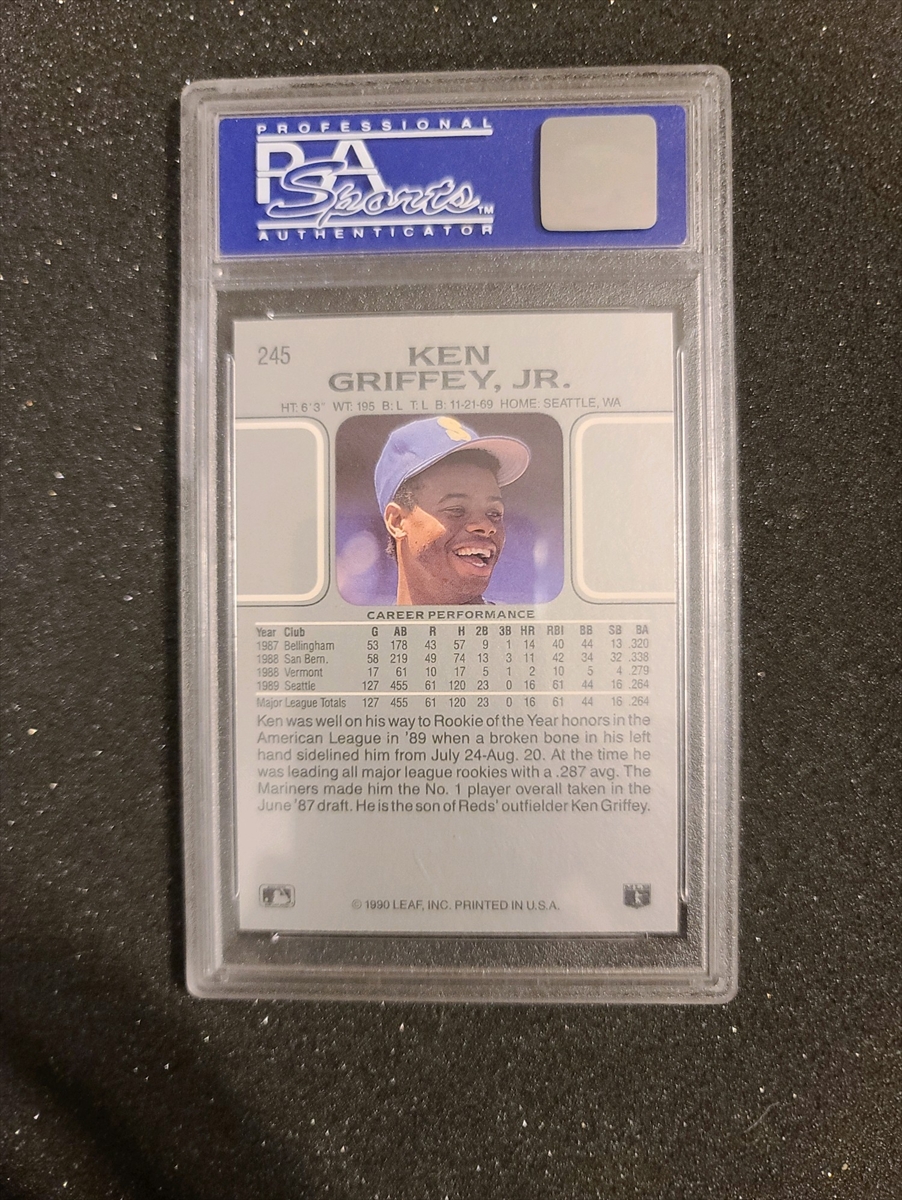 PROFESSIONAL
PSA
Sports™
AUTHENTICATOR
245
KEN
GRIFFEY, JR.
HT: 6'3" WT: 195 B: L T: L B: 11-21-69 HOME: SEATTLE, WA
CAREER PERFORMANCE
Year Club G AB R H 2B 3B HR RBI BB SB BA
1987 Bellingham 53 178 43 57 9 1 14 40 44 13 .320
1988 San Bern. 58 219 49 74 13 3 11 42 34 32 .338
1988 Vermont 17 61 10 17 5 1 2 10 5 4 .279
1989 Seattle 127 455 61 120 23 0 16 61 44 16 .264
Major League Totals 127 455 61 120 23 0 16 61 44 16 .264
Ken was well on his way to Rookie of the Year honors in the
American League in '89 when a broken bone in his left
hand sidelined him from July 24-Aug. 20. At the time he
was leading all major league rookies with a .287 avg. The
Mariners made him the No. 1 player overall taken in the
June '87 draft. He is the son of Reds' outfielder Ken Griffey.
© 1990 LEAF, INC. PRINTED IN U.S.A.